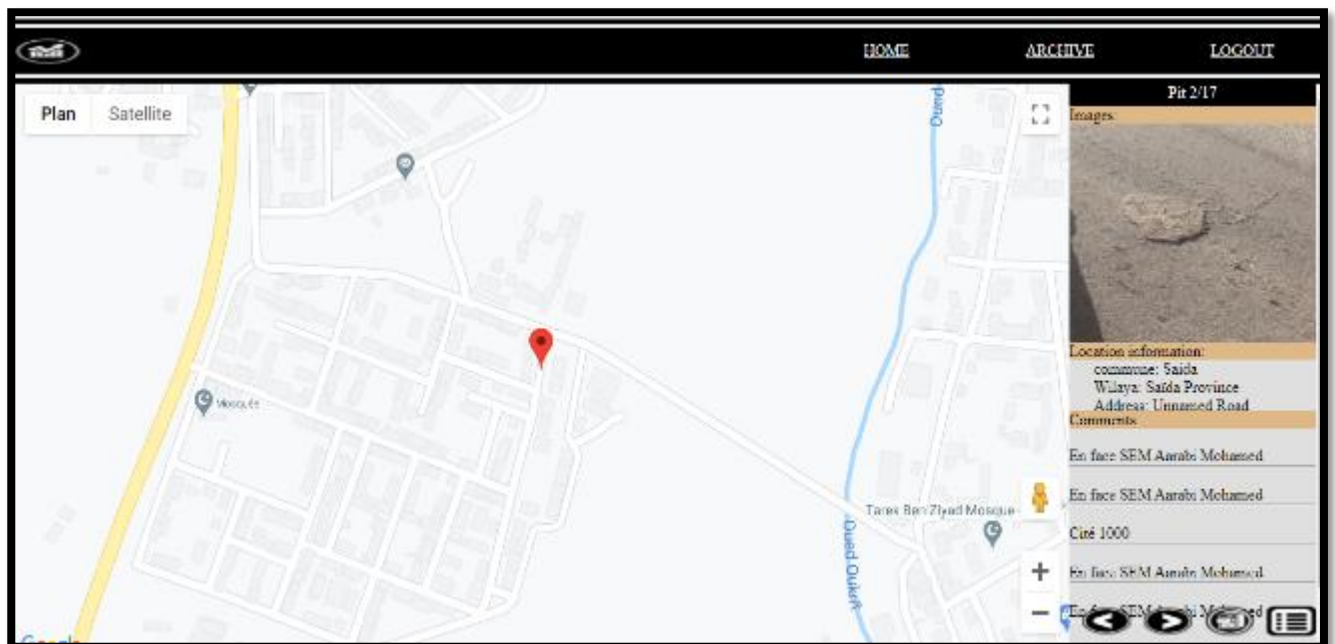 HOME
ARCHIVE
LOGOUT
Plan
Satellite
Oued
Mosquée
Tarek Ben Ziyad Mosque
Oued Oukrif
Pit 2/17
Images
Location information:
commune: Saida
Wilaya: Saïda Province
Address: Unnamed Road
Comments
En face SEM Aarabi Mohamed
En face SEM Aarabi Mohamed
Cité 1000
En face SEM Aarabi Mohamed
Google